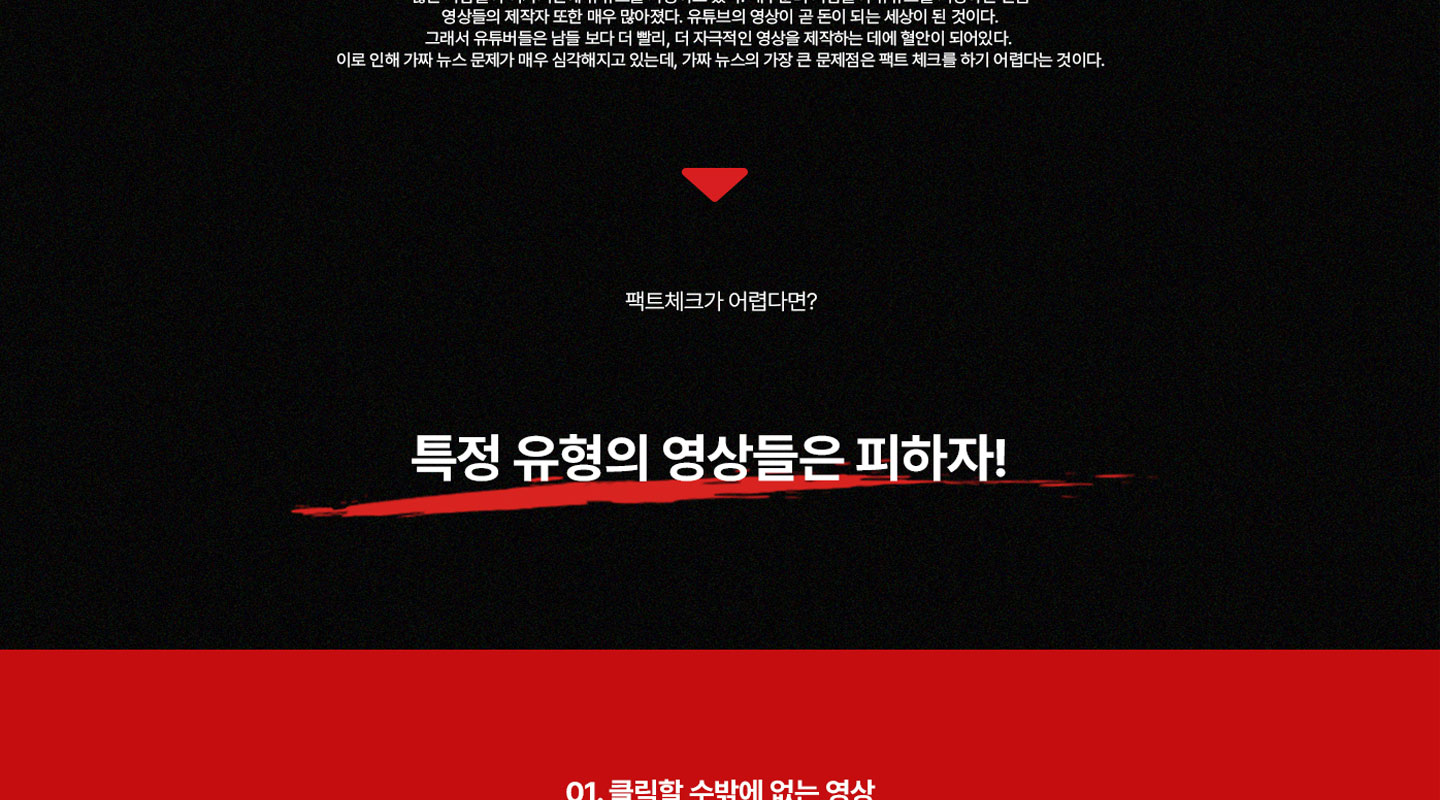 영상들의 제작자 또한 매우 많아졌다. 유튜브의 영상이 곧 돈이 되는 세상이 된 것이다.
그래서 유튜버들은 남들 보다 더 빨리, 더 자극적인 영상을 제작하는 데에 혈안이 되어있다.
이로 인해 가짜 뉴스 문제가 매우 심각해지고 있는데, 가짜 뉴스의 가장 큰 문제점은 팩트 체크를 하기 어렵다는 것이다.
팩트체크가 어렵다면?
특정 유형의 영상들은 피하자!
01. 클릭할 수밖에 없는 영상